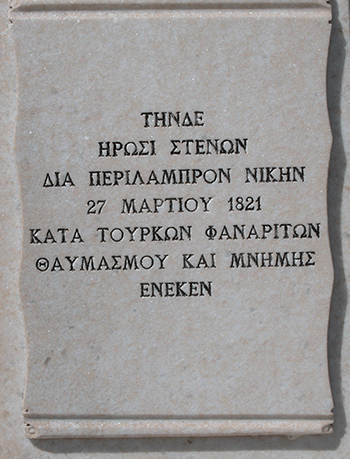 ΤΗΝΔΕ
ΗΡΩΣΙ ΣΤΕΝΩΝ
ΔΙΑ ΠΕΡΙΛΑΜΠΡΟΝ ΝΙΚΗΝ
27 ΜΑΡΤΙΟΥ 1821
ΚΑΤΑ ΤΟΥΡΚΩΝ ΦΑΝΑΡΙΤΩΝ
ΘΑΥΜΑΣΜΟΥ ΚΑΙ ΜΝΗΜΗΣ
ΕΝΕΚΕΝ